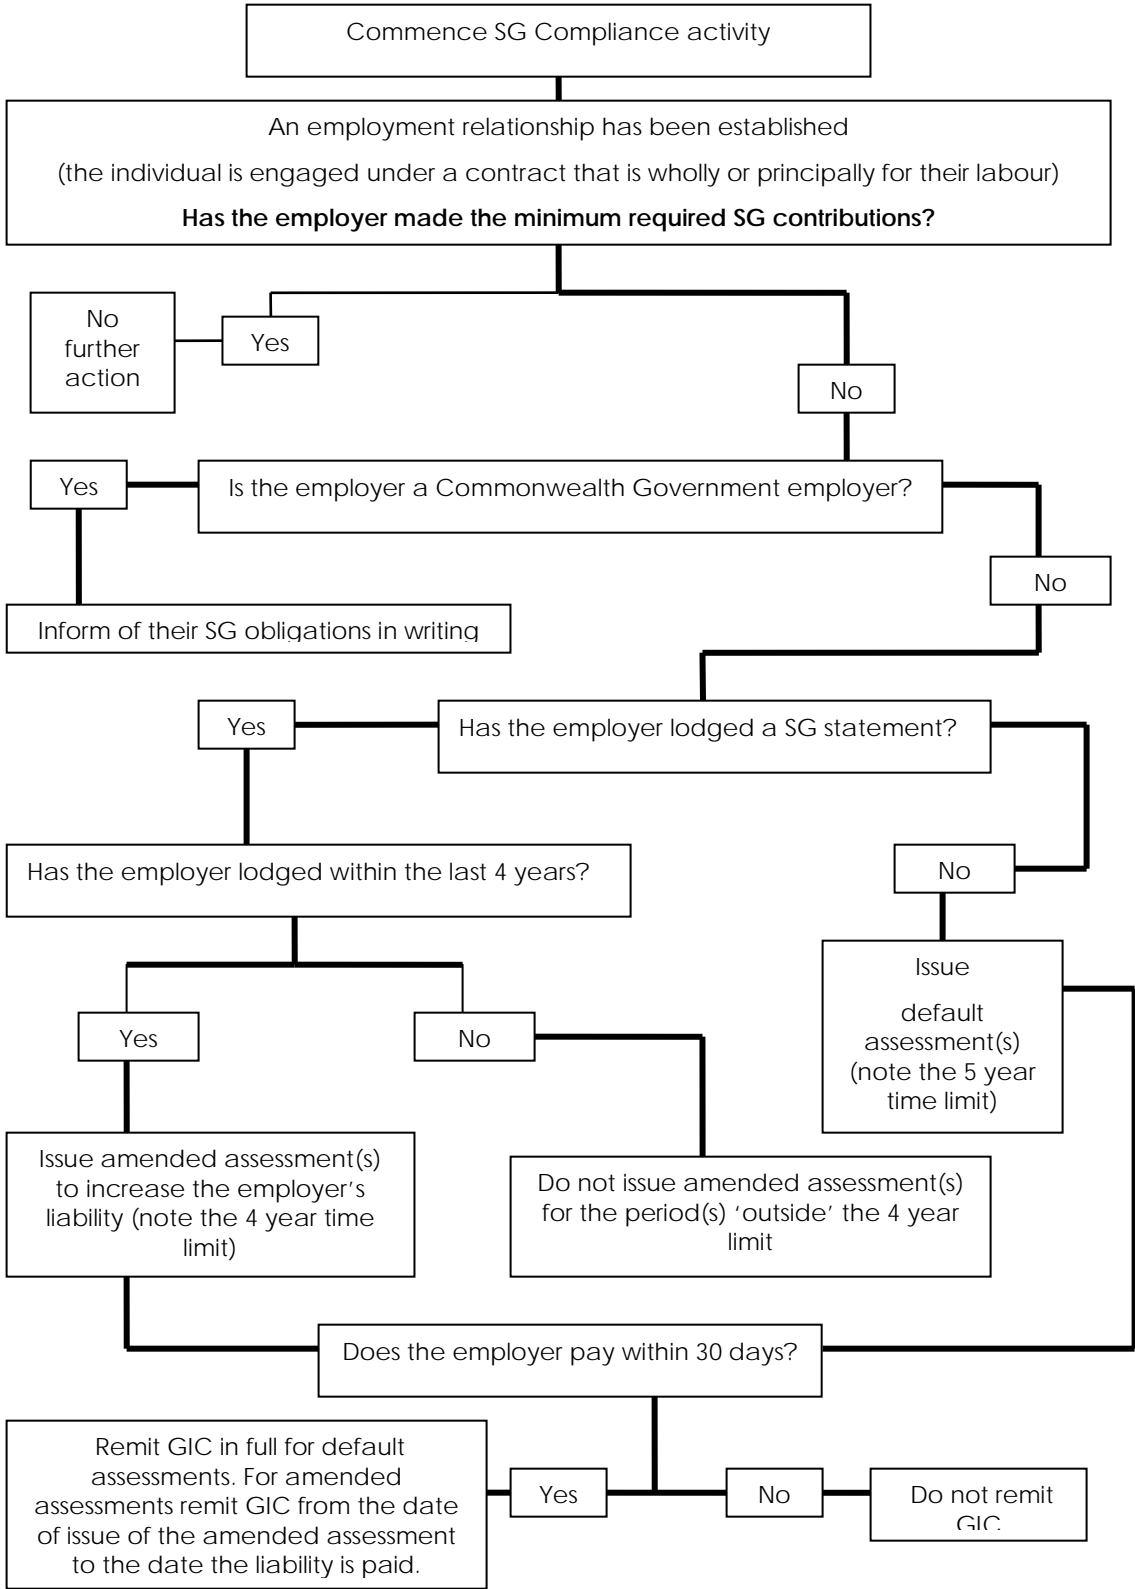 Commence SG Compliance activity
An employment relationship has been established
(the individual is engaged under a contract that is wholly or principally for their labour)
Has the employer made the minimum required SG contributions?
No
further
action
Yes
No
Yes
Is the employer a Commonwealth Government employer?
No
Inform of their SG obligations in writing
Yes
Has the employer lodged a SG statement?
Has the employer lodged within the last 4 years?
No
Issue
default
assessment(s)
(note the 5 year
time limit)
Yes
No
Issue amended assessment(s)
to increase the employer's
liability (note the 4 year time
limit)
Do not issue amended assessment(s)
for the period(s) ‘outside’ the 4 year
limit
Does the employer pay within 30 days?
Remit GIC in full for default
assessments. For amended
assessments remit GIC from the date
of issue of the amended assessment
to the date the liability is paid.
Yes
No
Do not remit
GIC